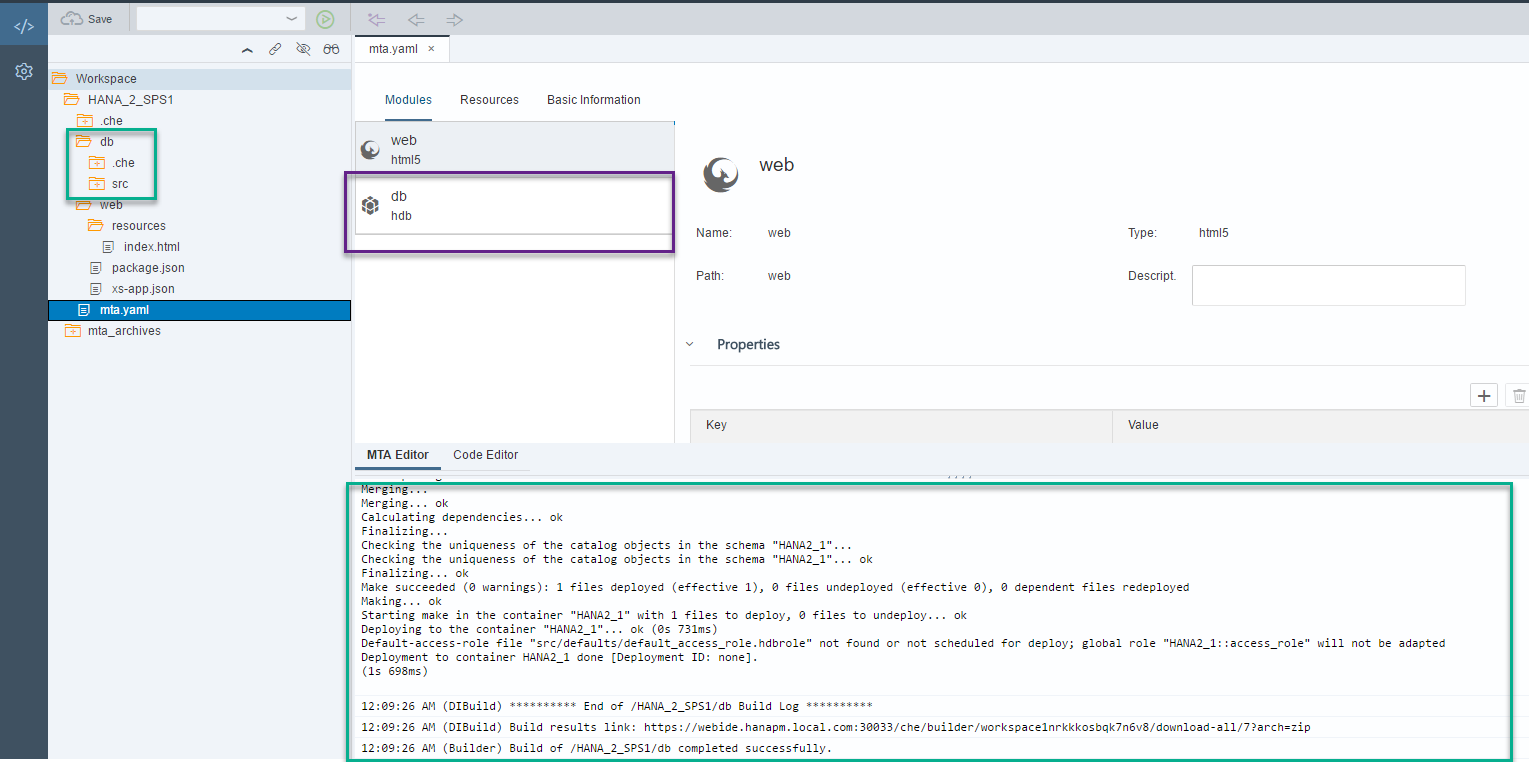 </>
Save
Workspace
HANA_2_SPS1
.che
db
.che
src
web
resources
index.html
package.json
xs-app.json
mta.yaml
mta_archives
mta.yaml ×
Modules Resources Basic Information
web
html5
db
hdb
web
Name: web Type: html5
Path: web Descript.
Properties
Key Value
MTA Editor Code Editor
Merging...
Merging... ok
Calculating dependencies... ok
Finalizing...
Checking the uniqueness of the catalog objects in the schema "HANA2_1"...
Checking the uniqueness of the catalog objects in the schema "HANA2_1"... ok
Finalizing... ok
Make succeeded (0 warnings): 1 files deployed (effective 1), 0 files undeployed (effective 0), 0 dependent files redeployed
Making... ok
Starting make in the container "HANA2_1" with 1 files to deploy, 0 files to undeploy... ok
Deploying to the container "HANA2_1"... ok (0s 731ms)
Default-access-role file "src/defaults/default_access_role.hdbrole" not found or not scheduled for deploy; global role "HANA2_1::access_role" will not be adapted
Deployment to container HANA2_1 done [Deployment ID: none].
(1s 698ms)
12:09:26 AM (DIBuild) ********** End of /HANA_2_SPS1/db Build Log **********
12:09:26 AM (DIBuild) Build results link: https://webide.hanapm.local.com:30033/che/builder/workspace1nrkkkosbqk7n6v8/download-all/7?arch=zip
12:09:26 AM (Builder) Build of /HANA_2_SPS1/db completed successfully.